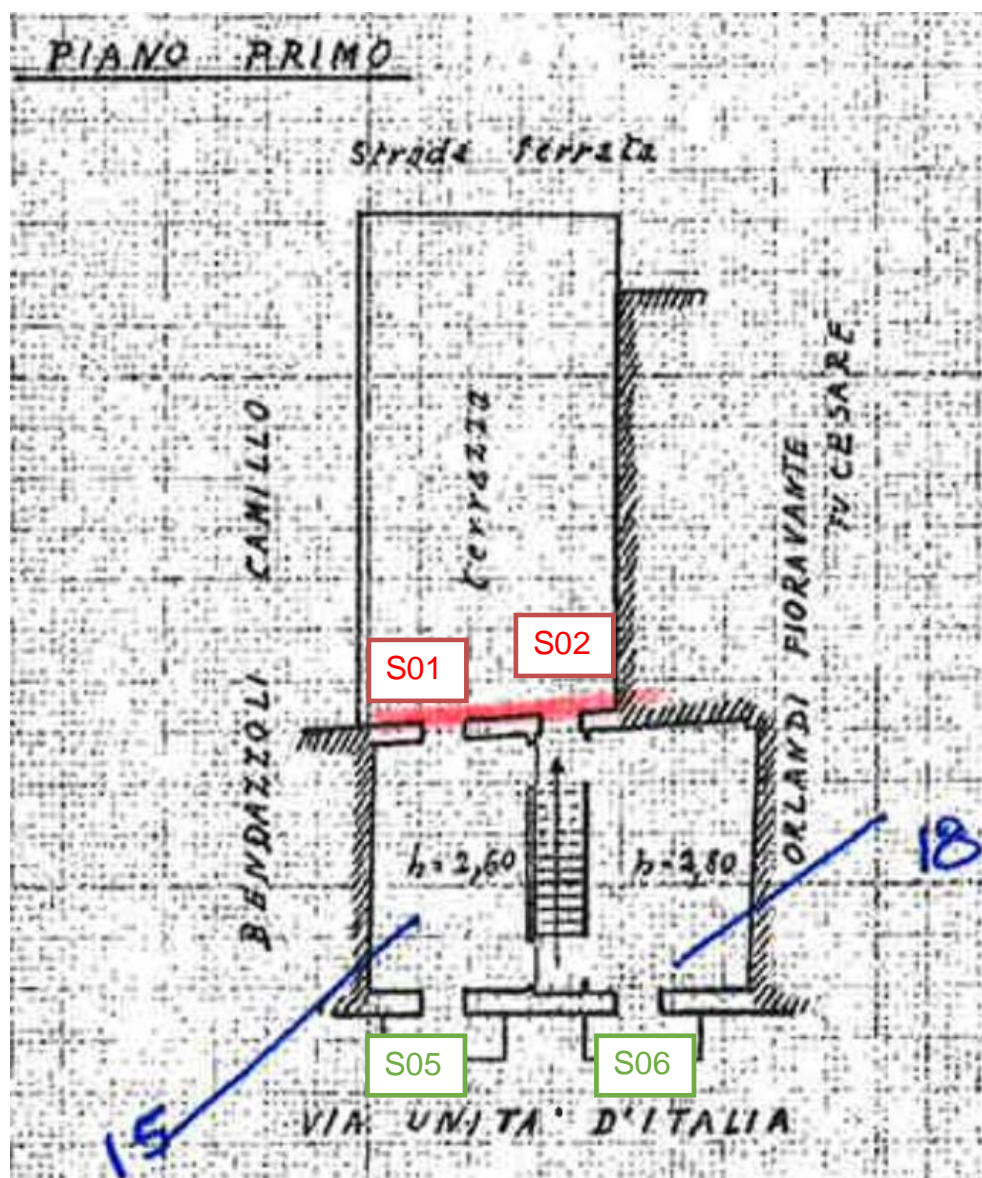 PIANO PRIMO
Strada ferrata
terrazza
BENDAZZOLI CAMILLO
ORLANDI FIORAVANTE
FU CESARE
S01
S02
h=2,60
h=2,80
18
15
S05
S06
VIA UNITA' D'ITALIA